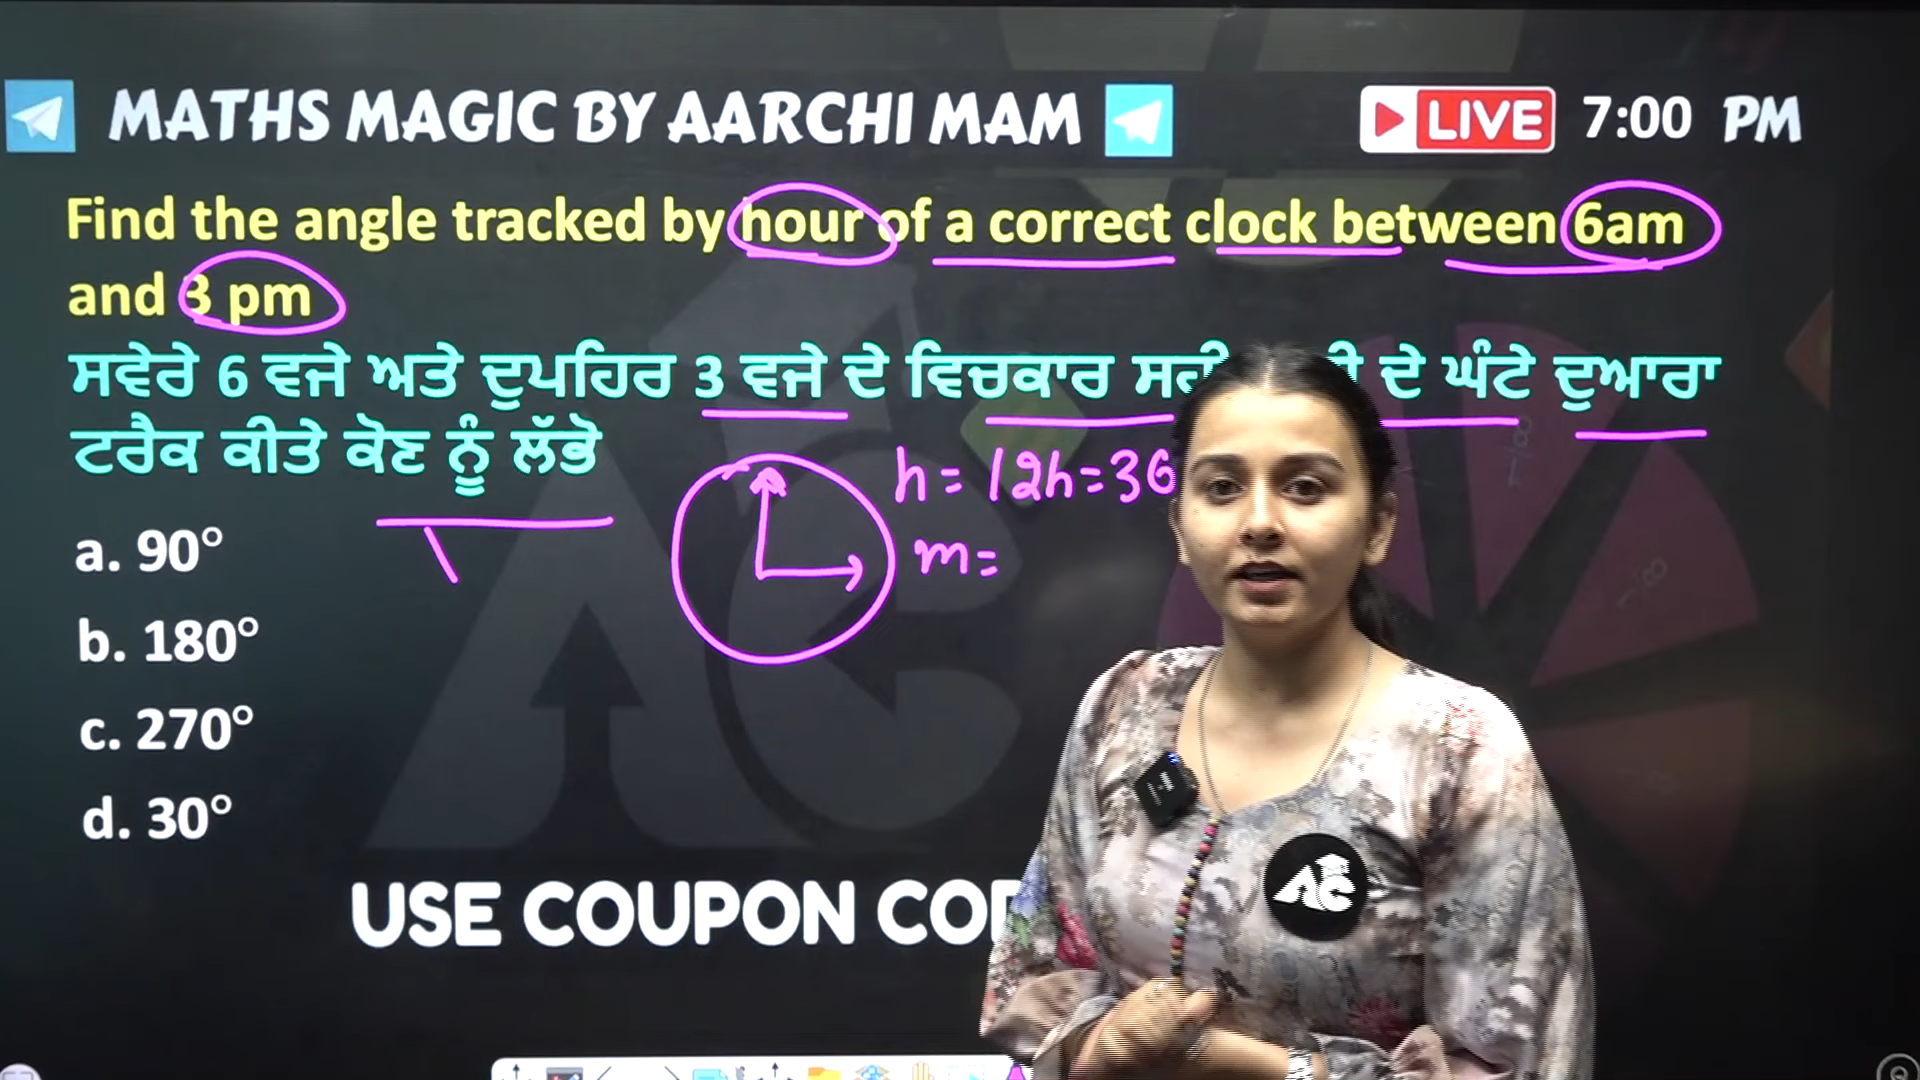 MATHS MAGIC BY AARCHI MAM LIVE 7:00 PM
Find the angle tracked by hour of a correct clock between 6am
and 3 pm
ਸਵੇਰੇ 6 ਵਜੇ ਅਤੇ ਦੁਪਹਿਰ 3 ਵਜੇ ਦੇ ਵਿਚਕਾਰ ਦੇ ਘੰਟੇ ਦੁਆਰਾ
ਟਰੈਕ ਕੀਤੇ ਕੋਣ ਨੂੰ ਲੱਭੋ
h = 12h = 36
m =
a. 90°
b. 180°
c. 270°
d. 30°
USE COUPON
AC